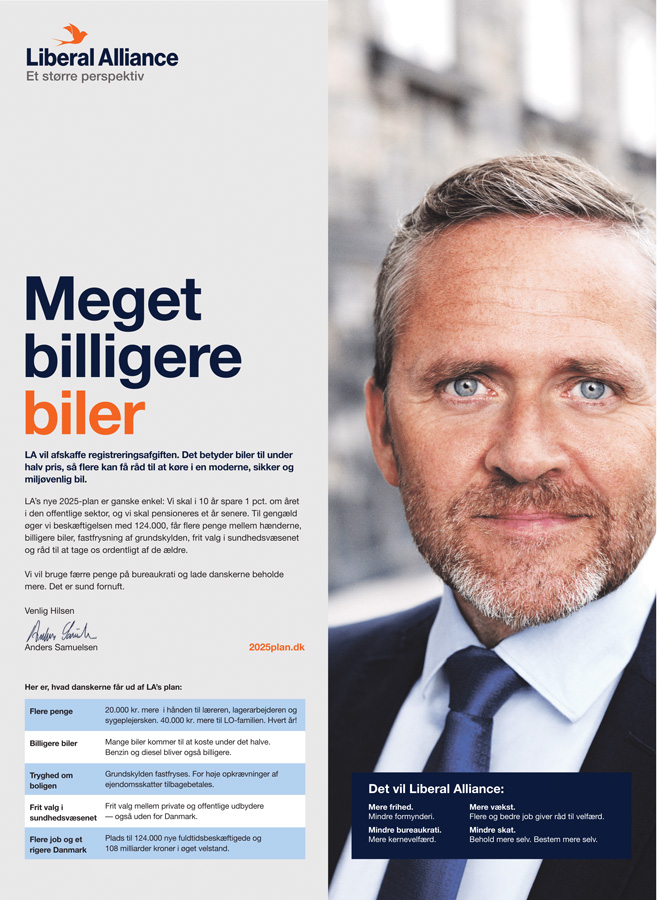 Liberal Alliance
Et større perspektiv
Meget
billigere
biler
LA vil afskaffe registreringsafgiften. Det betyder biler til under
halv pris, så flere kan få råd til at køre i en moderne, sikker og
miljøvenlig bil.
LA's nye 2025-plan er ganske enkel: Vi skal i 10 år spare 1 pct. om året
i den offentlige sektor, og vi skal pensioneres et år senere. Til gengæld
øger vi beskæftigelsen med 124.000, får flere penge mellem hænderne,
billigere biler, fastfrysning af grundskylden, frit valg i sundhedsvæsenet
og råd til at tage os ordentligt af de ældre.
Vi vil bruge færre penge på bureaukrati og lade danskerne beholde
mere. Det er sund fornuft.
Venlig Hilsen
Anders Samuelsen
2025plan.dk
Her er, hvad danskerne får ud af LA's plan:
Flere penge
20.000 kr. mere i hånden til læreren, lagerarbejderen og
sygeplejersken. 40.000 kr. mere til LO-familien. Hvert år!
Billigere biler
Mange biler kommer til at koste under det halve.
Benzin og diesel bliver også billigere.
Tryghed om
boligen
Grundskylden fastfryses. For høje opkrævninger af
ejendomsskatter tilbagebetales.
Frit valg i
sundhedsvæsenet
Frit valg mellem private og offentlige udbydere
— også uden for Danmark.
Flere job og et
rigere Danmark
Plads til 124.000 nye fuldtidsbeskæftigede og
108 milliarder kroner i øget velstand.
Det vil Liberal Alliance:
Mere frihed.
Mindre formynderi.
Mindre bureaukrati.
Mere kernevelfærd.
Mere vækst.
Flere og bedre job giver råd til velfærd.
Mindre skat.
Behold mere selv. Bestem mere selv.